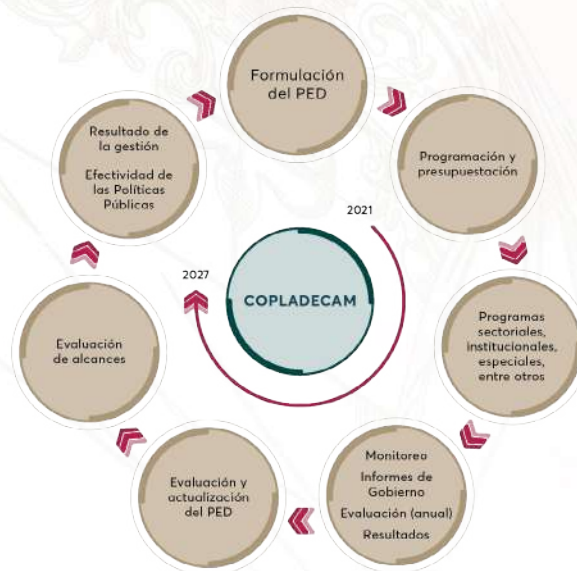 Formulación
del PED
Programación y
presupuestación
Programas
sectoriales,
institucionales,
especiales,
entre otros
Monitoreo
Informes de
Gobierno
Evaluación (anual)
Resultados
Evaluación y
actualización
del PED
Evaluación
de alcances
Resultado de
la gestión
Efectividad de
las Políticas
Públicas
2021
2027
COPLADECAM